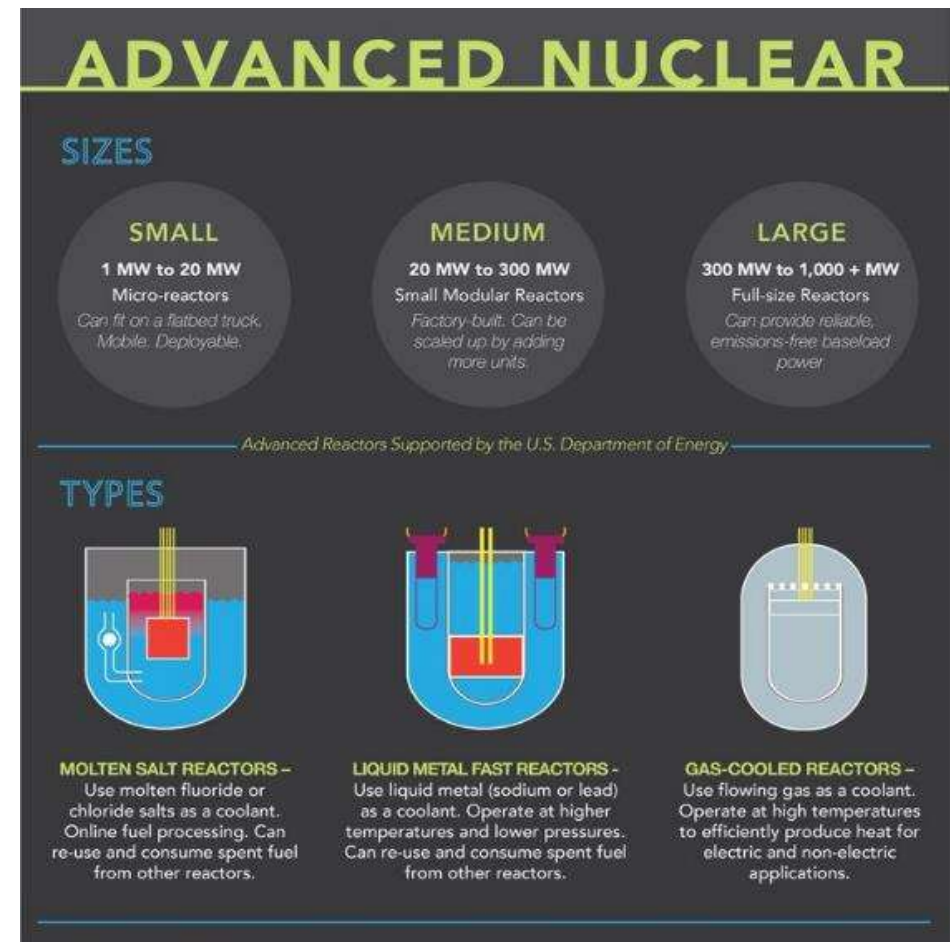 ADVANCED NUCLEAR
SIZES
SMALL
1 MW to 20 MW
Micro-reactors
Can fit on a flatbed truck.
Mobile. Deployable.
MEDIUM
20 MW to 300 MW
Small Modular Reactors
Factory-built. Can be
scaled up by adding
more units.
LARGE
300 MW to 1,000 + MW
Full-size Reactors
Can provide reliable,
emissions-free baseload
power
Advanced Reactors Supported by the U.S. Department of Energy
TYPES
MOLTEN SALT REACTORS –
Use molten fluoride or
chloride salts as a coolant.
Online fuel processing. Can
re-use and consume spent fuel
from other reactors.
LIQUID METAL FAST REACTORS -
Use liquid metal (sodium or lead)
as a coolant. Operate at higher
temperatures and lower pressures.
Can re-use and consume spent fuel
from other reactors.
GAS-COOLED REACTORS –
Use flowing gas as a coolant.
Operate at high temperatures
to efficiently produce heat for
electric and non-electric
applications.